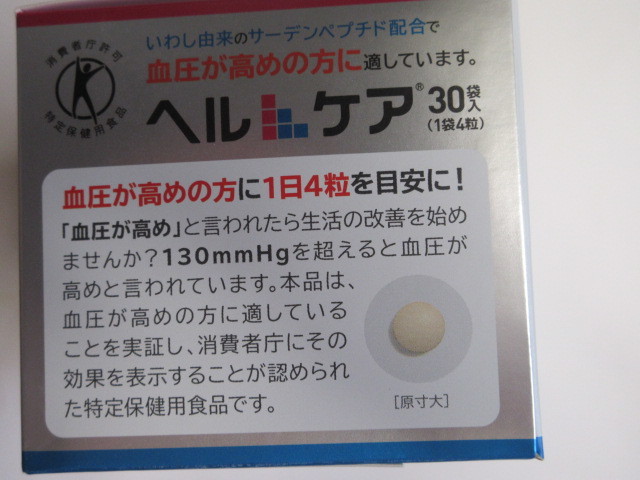 消費者庁許可
特定保健用食品
いわし由来のサーデンペプチド配合で
血圧が高めの方に適しています。
ヘルケア® 30袋入
(1袋4粒)
血圧が高めの方に1日4粒を目安に!
「血圧が高め」と言われたら生活の改善を始め
ませんか?130mmHgを超えると血圧が
高めと言われています。本品は、
血圧が高めの方に適している
ことを実証し、消費者庁にその
効果を表示することが認められ
た特定保健用食品です。
[原寸大]